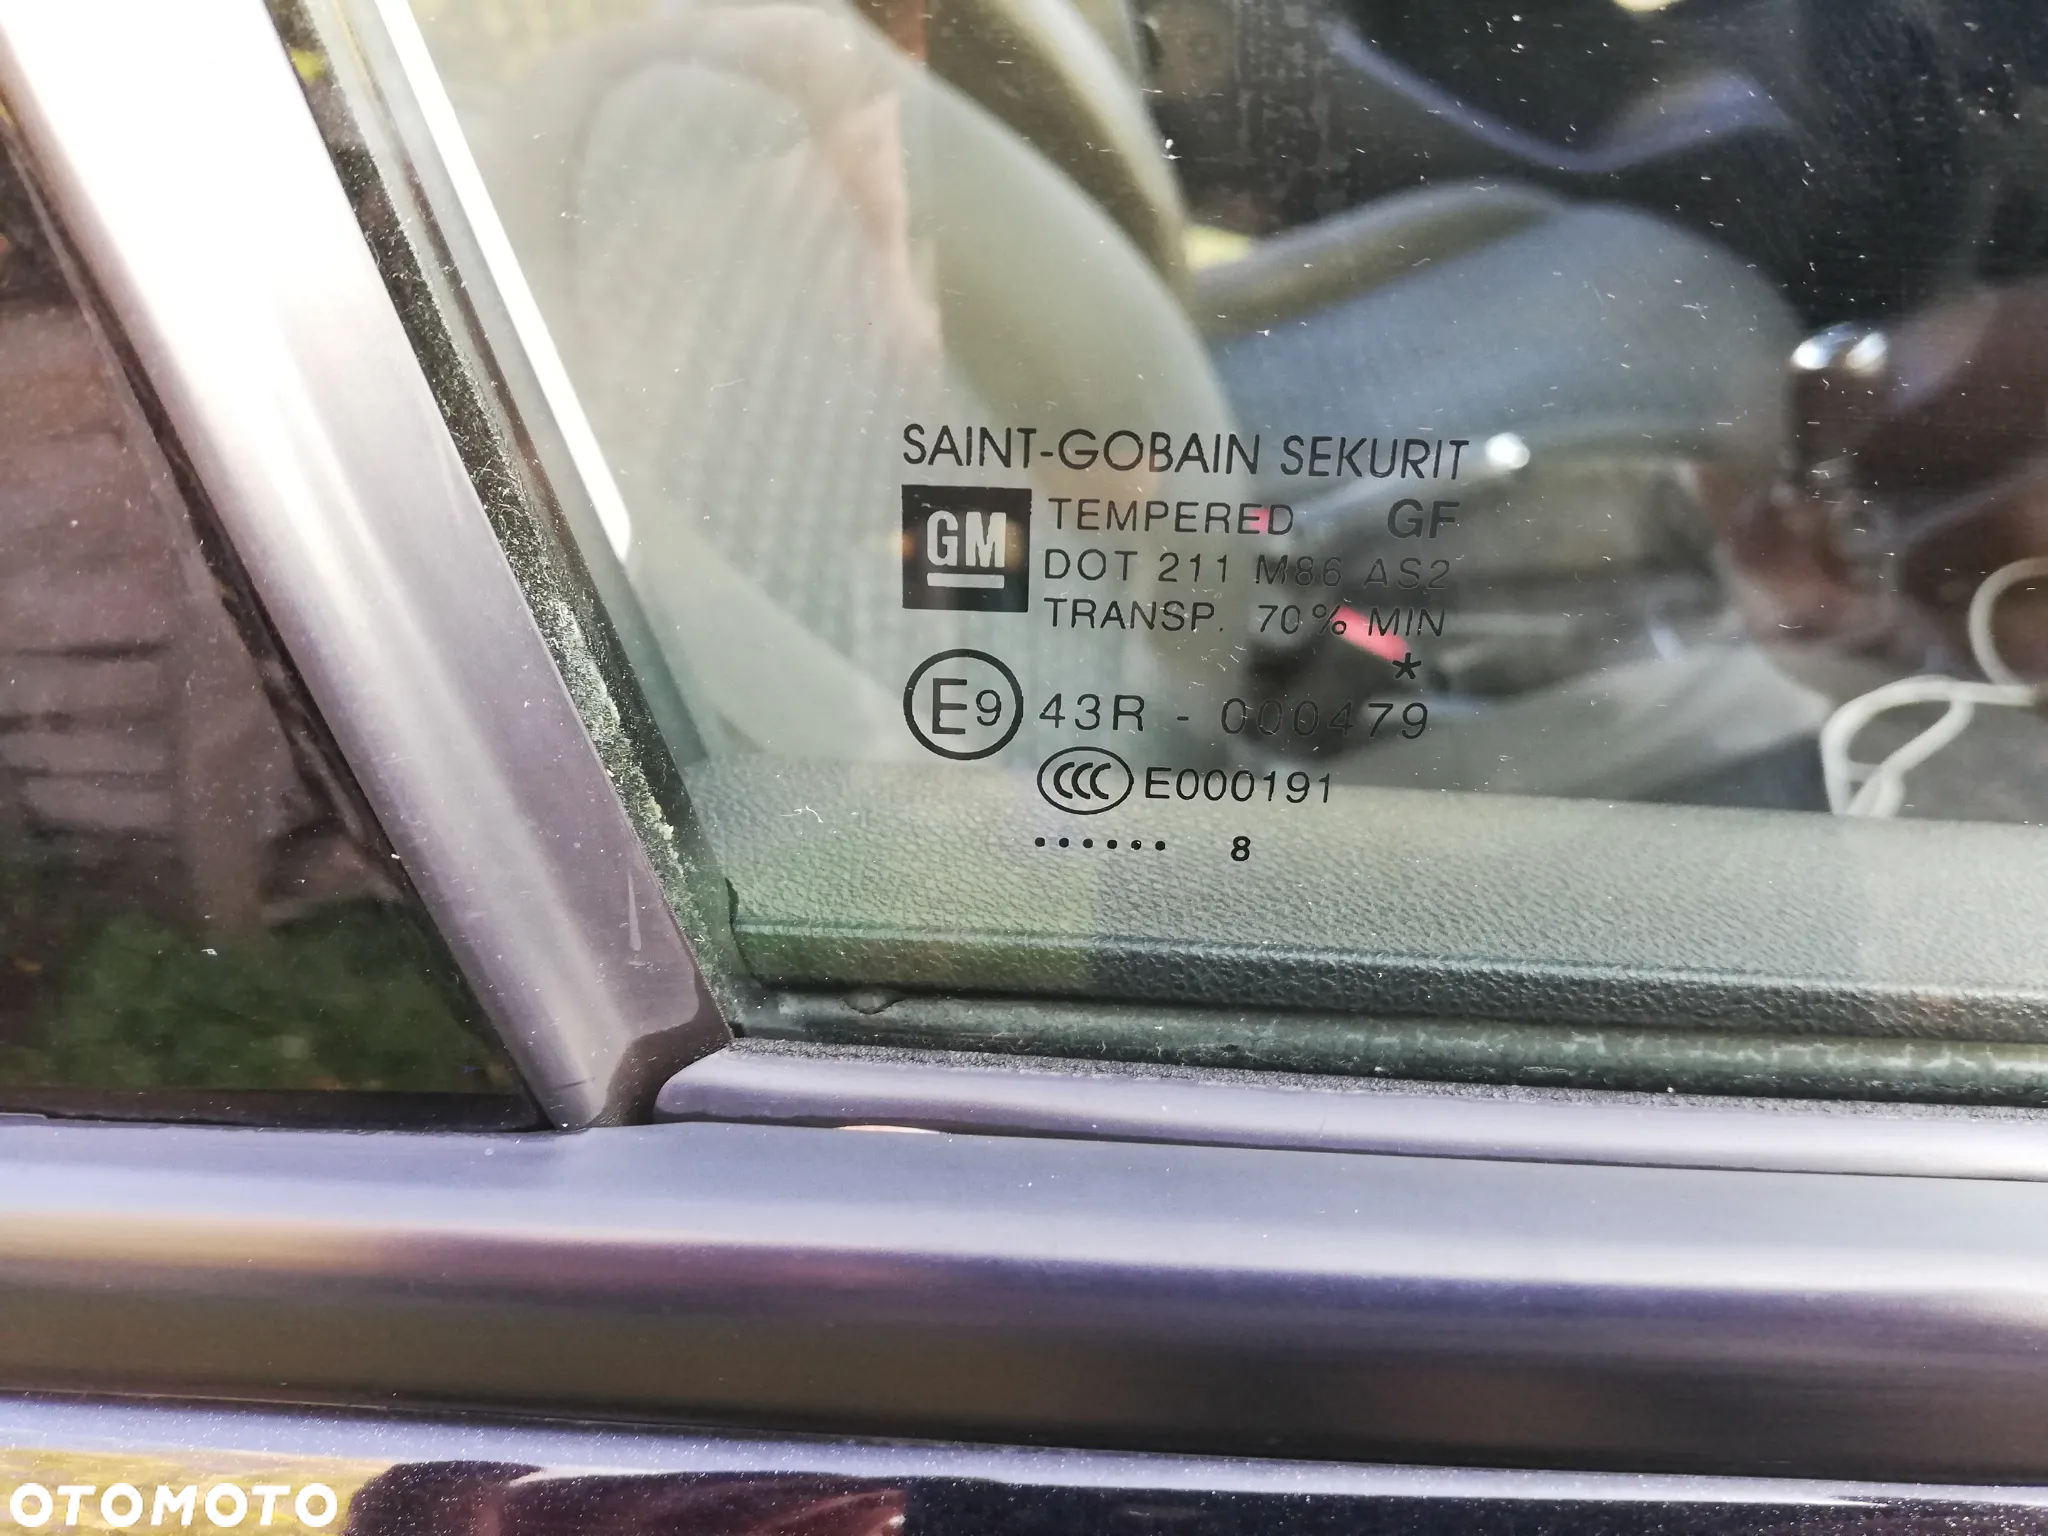 SAINT-GOBAIN SEKURIT
GM
TEMPERED GF
DOT 211 M86 AS2
TRANSP. 70% MIN
*
E9 43R - 000479
CCC E000191
...... 8
OTOMOTO